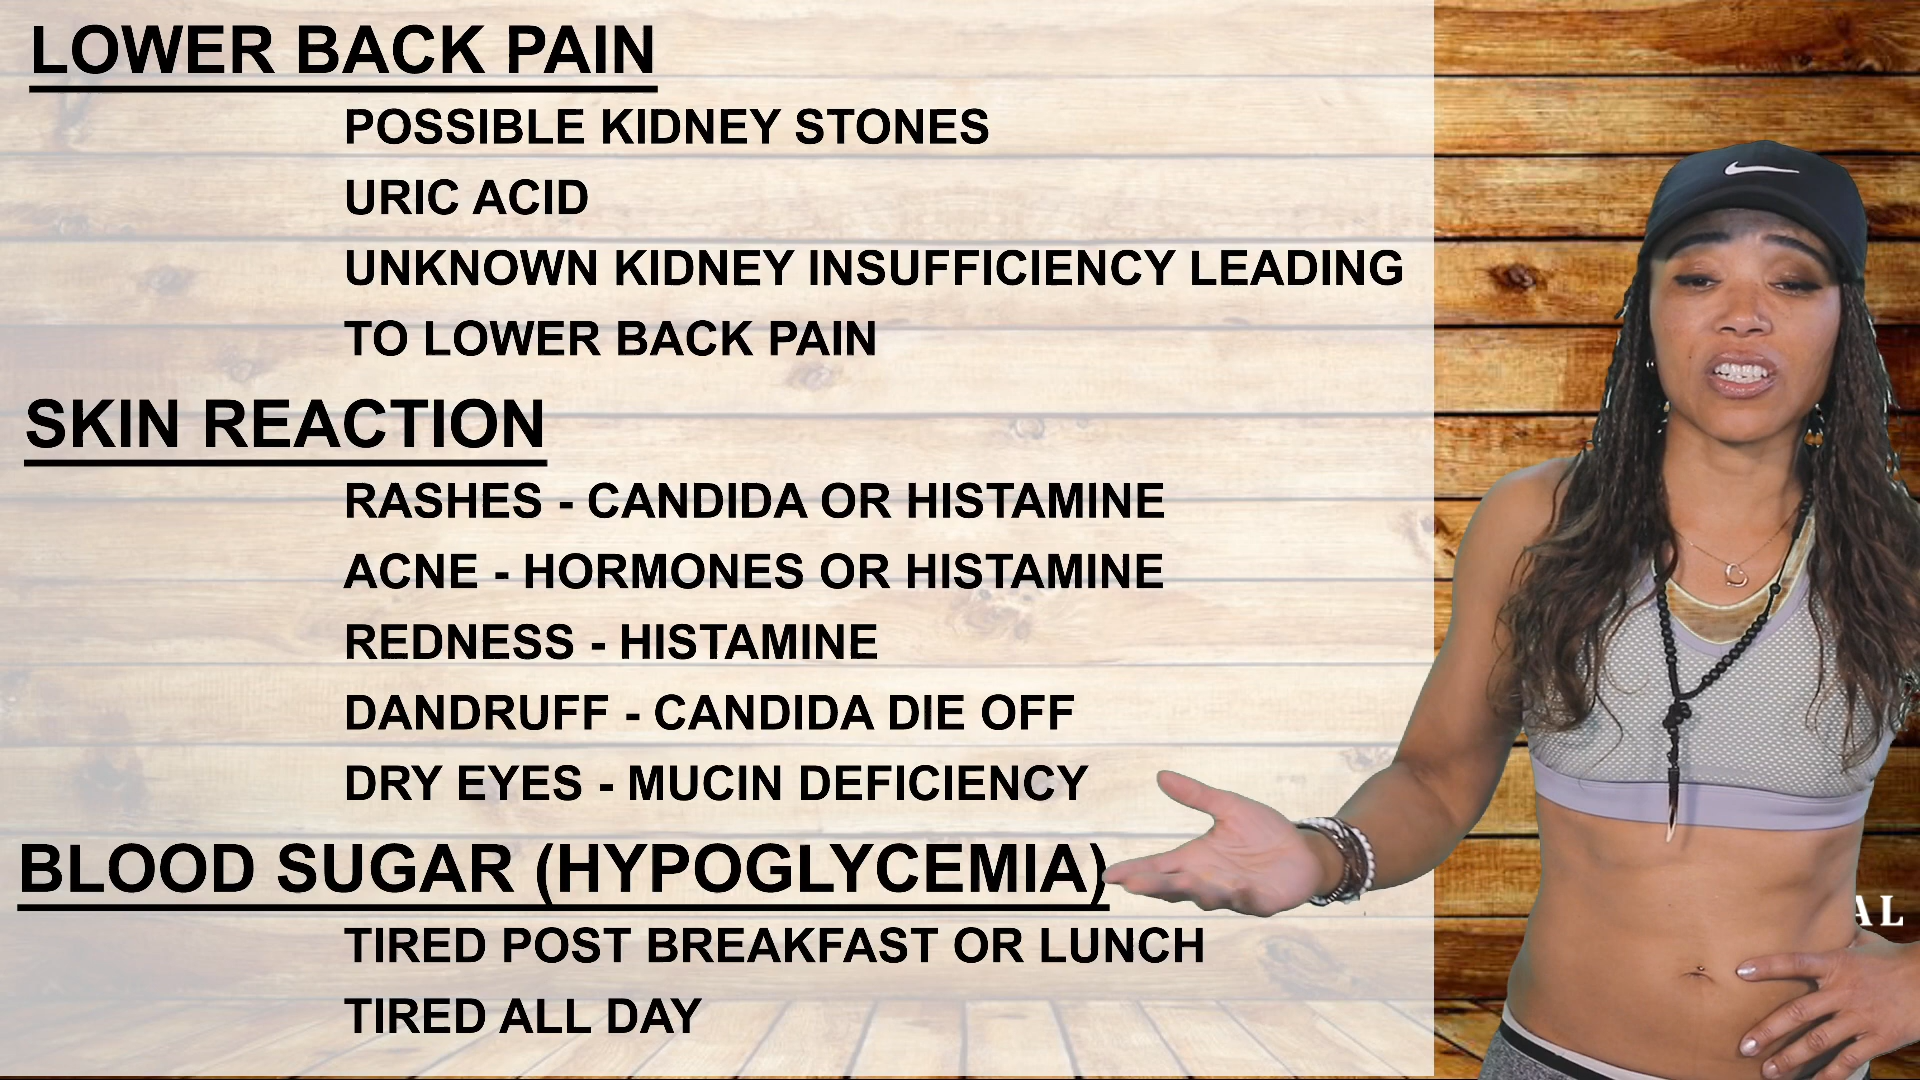 LOWER BACK PAIN
POSSIBLE KIDNEY STONES
URIC ACID
UNKNOWN KIDNEY INSUFFICIENCY LEADING
TO LOWER BACK PAIN
SKIN REACTION
RASHES - CANDIDA OR HISTAMINE
ACNE - HORMONES OR HISTAMINE
REDNESS - HISTAMINE
DANDRUFF - CANDIDA DIE OFF
DRY EYES - MUCIN DEFICIENCY
BLOOD SUGAR (HYPOGLYCEMIA)
TIRED POST BREAKFAST OR LUNCH
TIRED ALL DAY